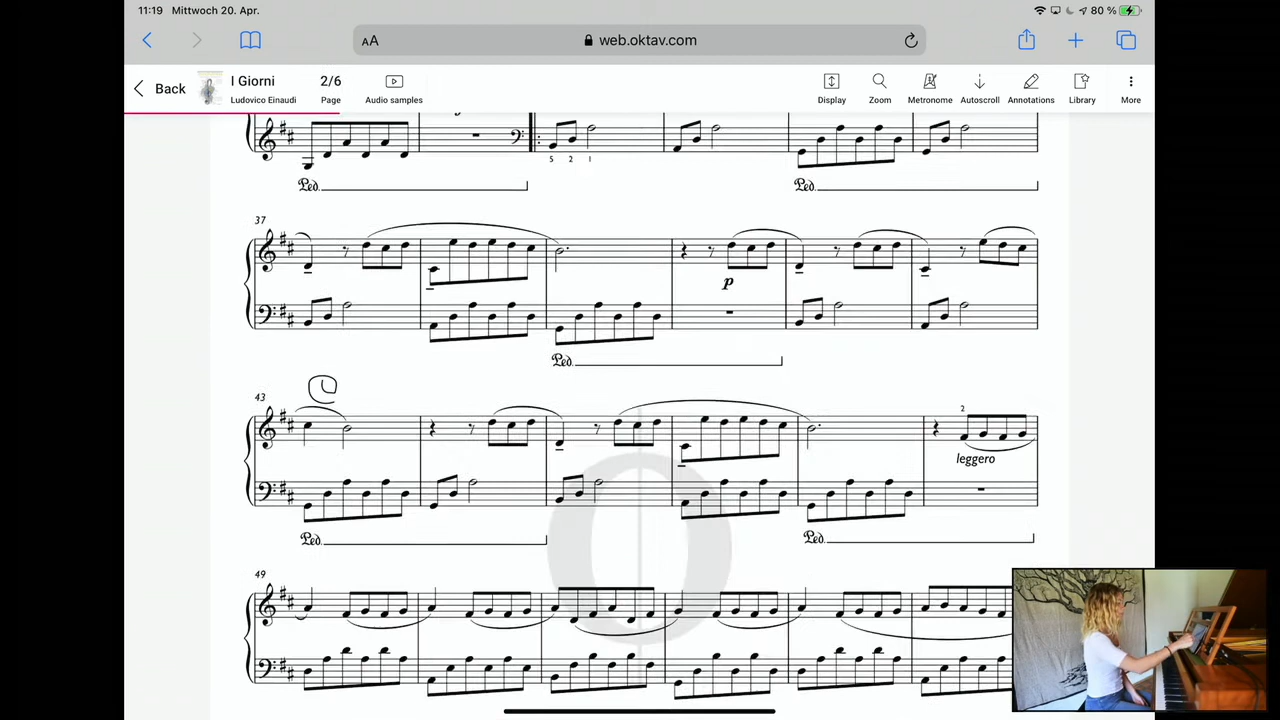 11:19 Mittwoch 20. Apr. 80 %
AA web.oktav.com
Back I Giorni 2/6 Display Zoom Metronome Autoscroll Annotations Library More
Ludovico Einaudi Page Audio samples
5 2 1
Ped. Ped.
37
p
Ped.
43
2
leggero
Ped. Ped.
49